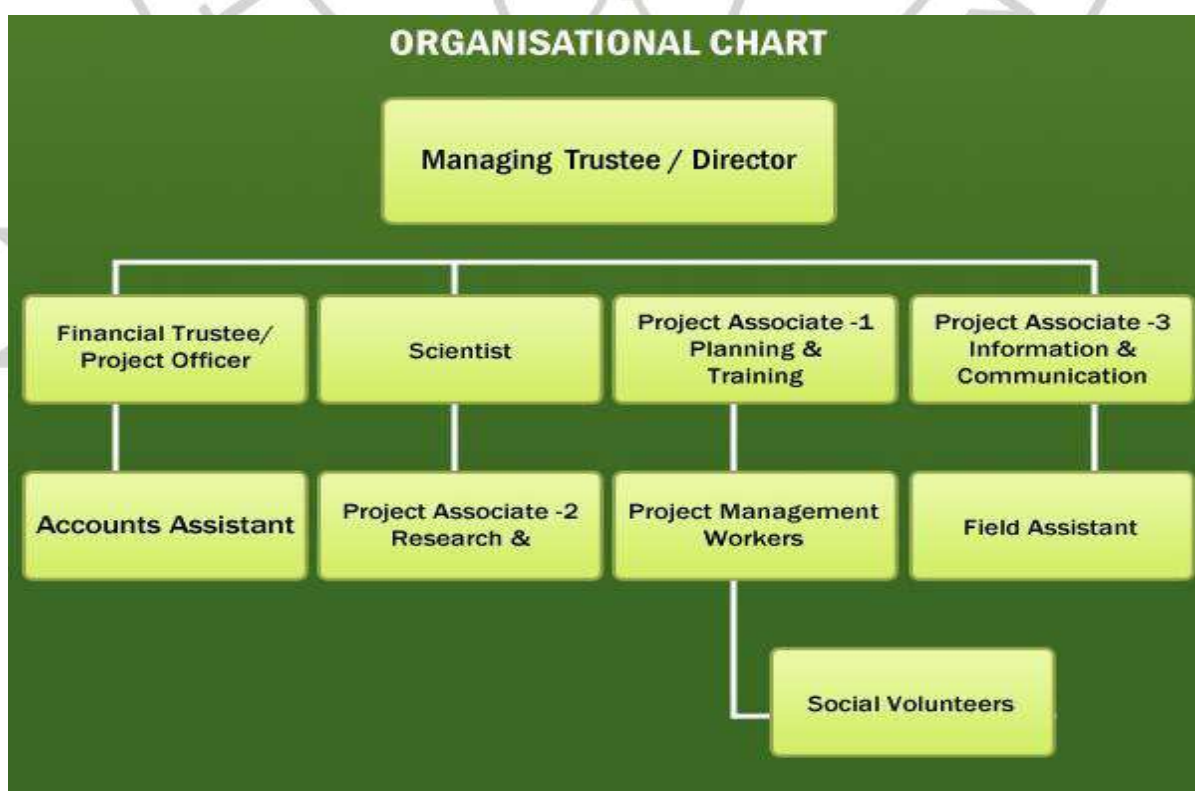 ORGANISATIONAL CHART
Managing Trustee / Director
Financial Trustee/
Project Officer
Scientist
Project Associate -1
Planning &
Training
Project Associate -3
Information &
Communication
Accounts Assistant
Project Associate -2
Research &
Project Management
Workers
Field Assistant
Social Volunteers